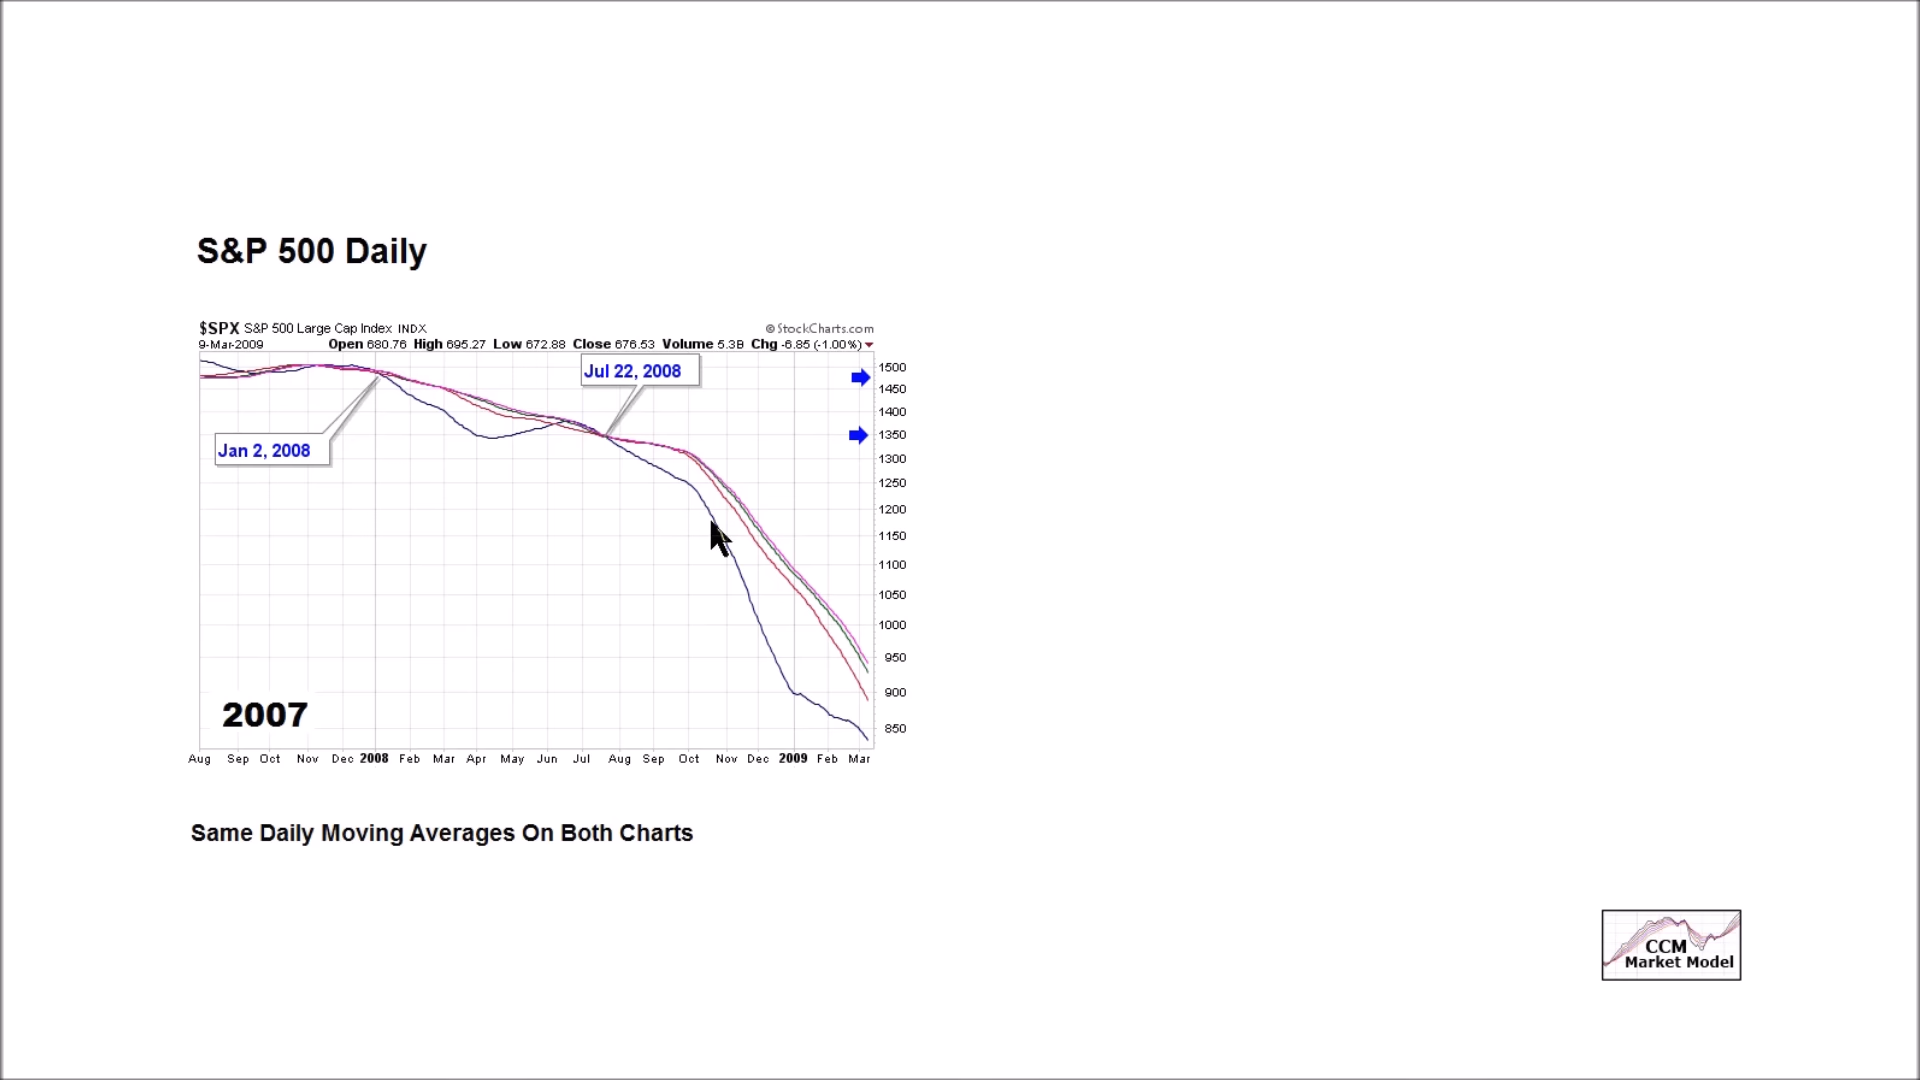 S&P 500 Daily
$SPX S&P 500 Large Cap Index INDX © StockCharts.com
9-Mar-2009 Open 680.76 High 695.27 Low 672.88 Close 676.53 Volume 5.3B Chg -6.85 (-1.00%)
Jul 22, 2008
Jan 2, 2008
1500
1450
1400
1350
1300
1250
1200
1150
1100
1050
1000
950
900
850
2007
Aug Sep Oct Nov Dec 2008 Feb Mar Apr May Jun Jul Aug Sep Oct Nov Dec 2009 Feb Mar
Same Daily Moving Averages On Both Charts
CCM
Market Model